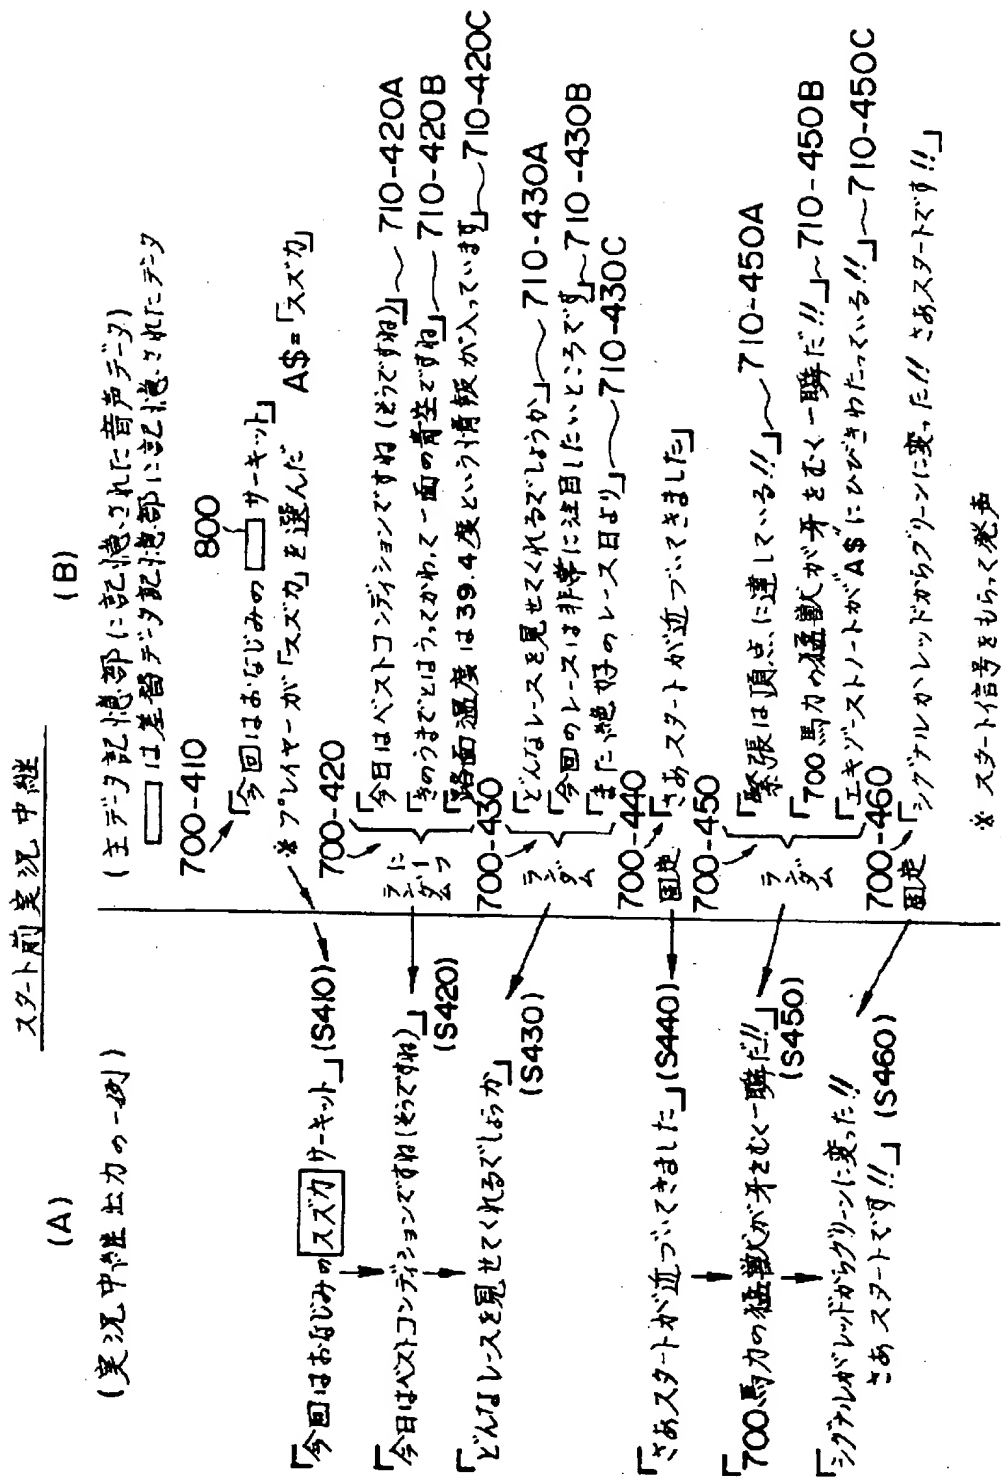 スタート前実況中継
(A)
(実況中継出力の一例)
「今回はおなじみのスズカサーキット」(S410)
「今日はベストコンディションですね(そうですね)」
(S420)
「どんなレースを見せてくれるでしょうか」
(S430)
「さあスタートが近づいてきました」(S440)
「700馬力の猛獣が牙をむく一瞬だ!!」
(S450)
「シグナルがレッドからグリーンに変った!!
さあスタートです!!」(S460)
(B)
(主データ記憶部に記憶された音声データ)
は差替データ記憶部に記憶されたデータ
700-410
800
「今回はおなじみの サーキット」
※プレイヤーが「スズカ」を選んだ A$=「スズカ」
700-420
ランダムに1つ
「今日はベストコンディションですね(そうですね)」~710-420A
「きのうまでとはうってかわって一面の青空ですね」~710-420B
「路面温度は39.4度という情報が入っています」~710-420C
700-430
ランダム
「どんなレースを見せてくれるでしょうか」~710-430A
「今回のレースは非常に注目したいところです」~710-430B
「また絶好のレース日より」~710-430C
700-440
固定
「さあスタートが近づいてきました」
700-450
ランダム
「緊張は頂点に達している!!」~710-450A
「700馬力の猛獣が牙をむく一瞬だ!!」~710-450B
「エキゾーストノートが"A$"にひびきわたっている!!」~710-450C
700-460
固定
「シグナルがレッドからグリーンに変った!! さあスタートです!!」
※ スタート信号をもらって発声